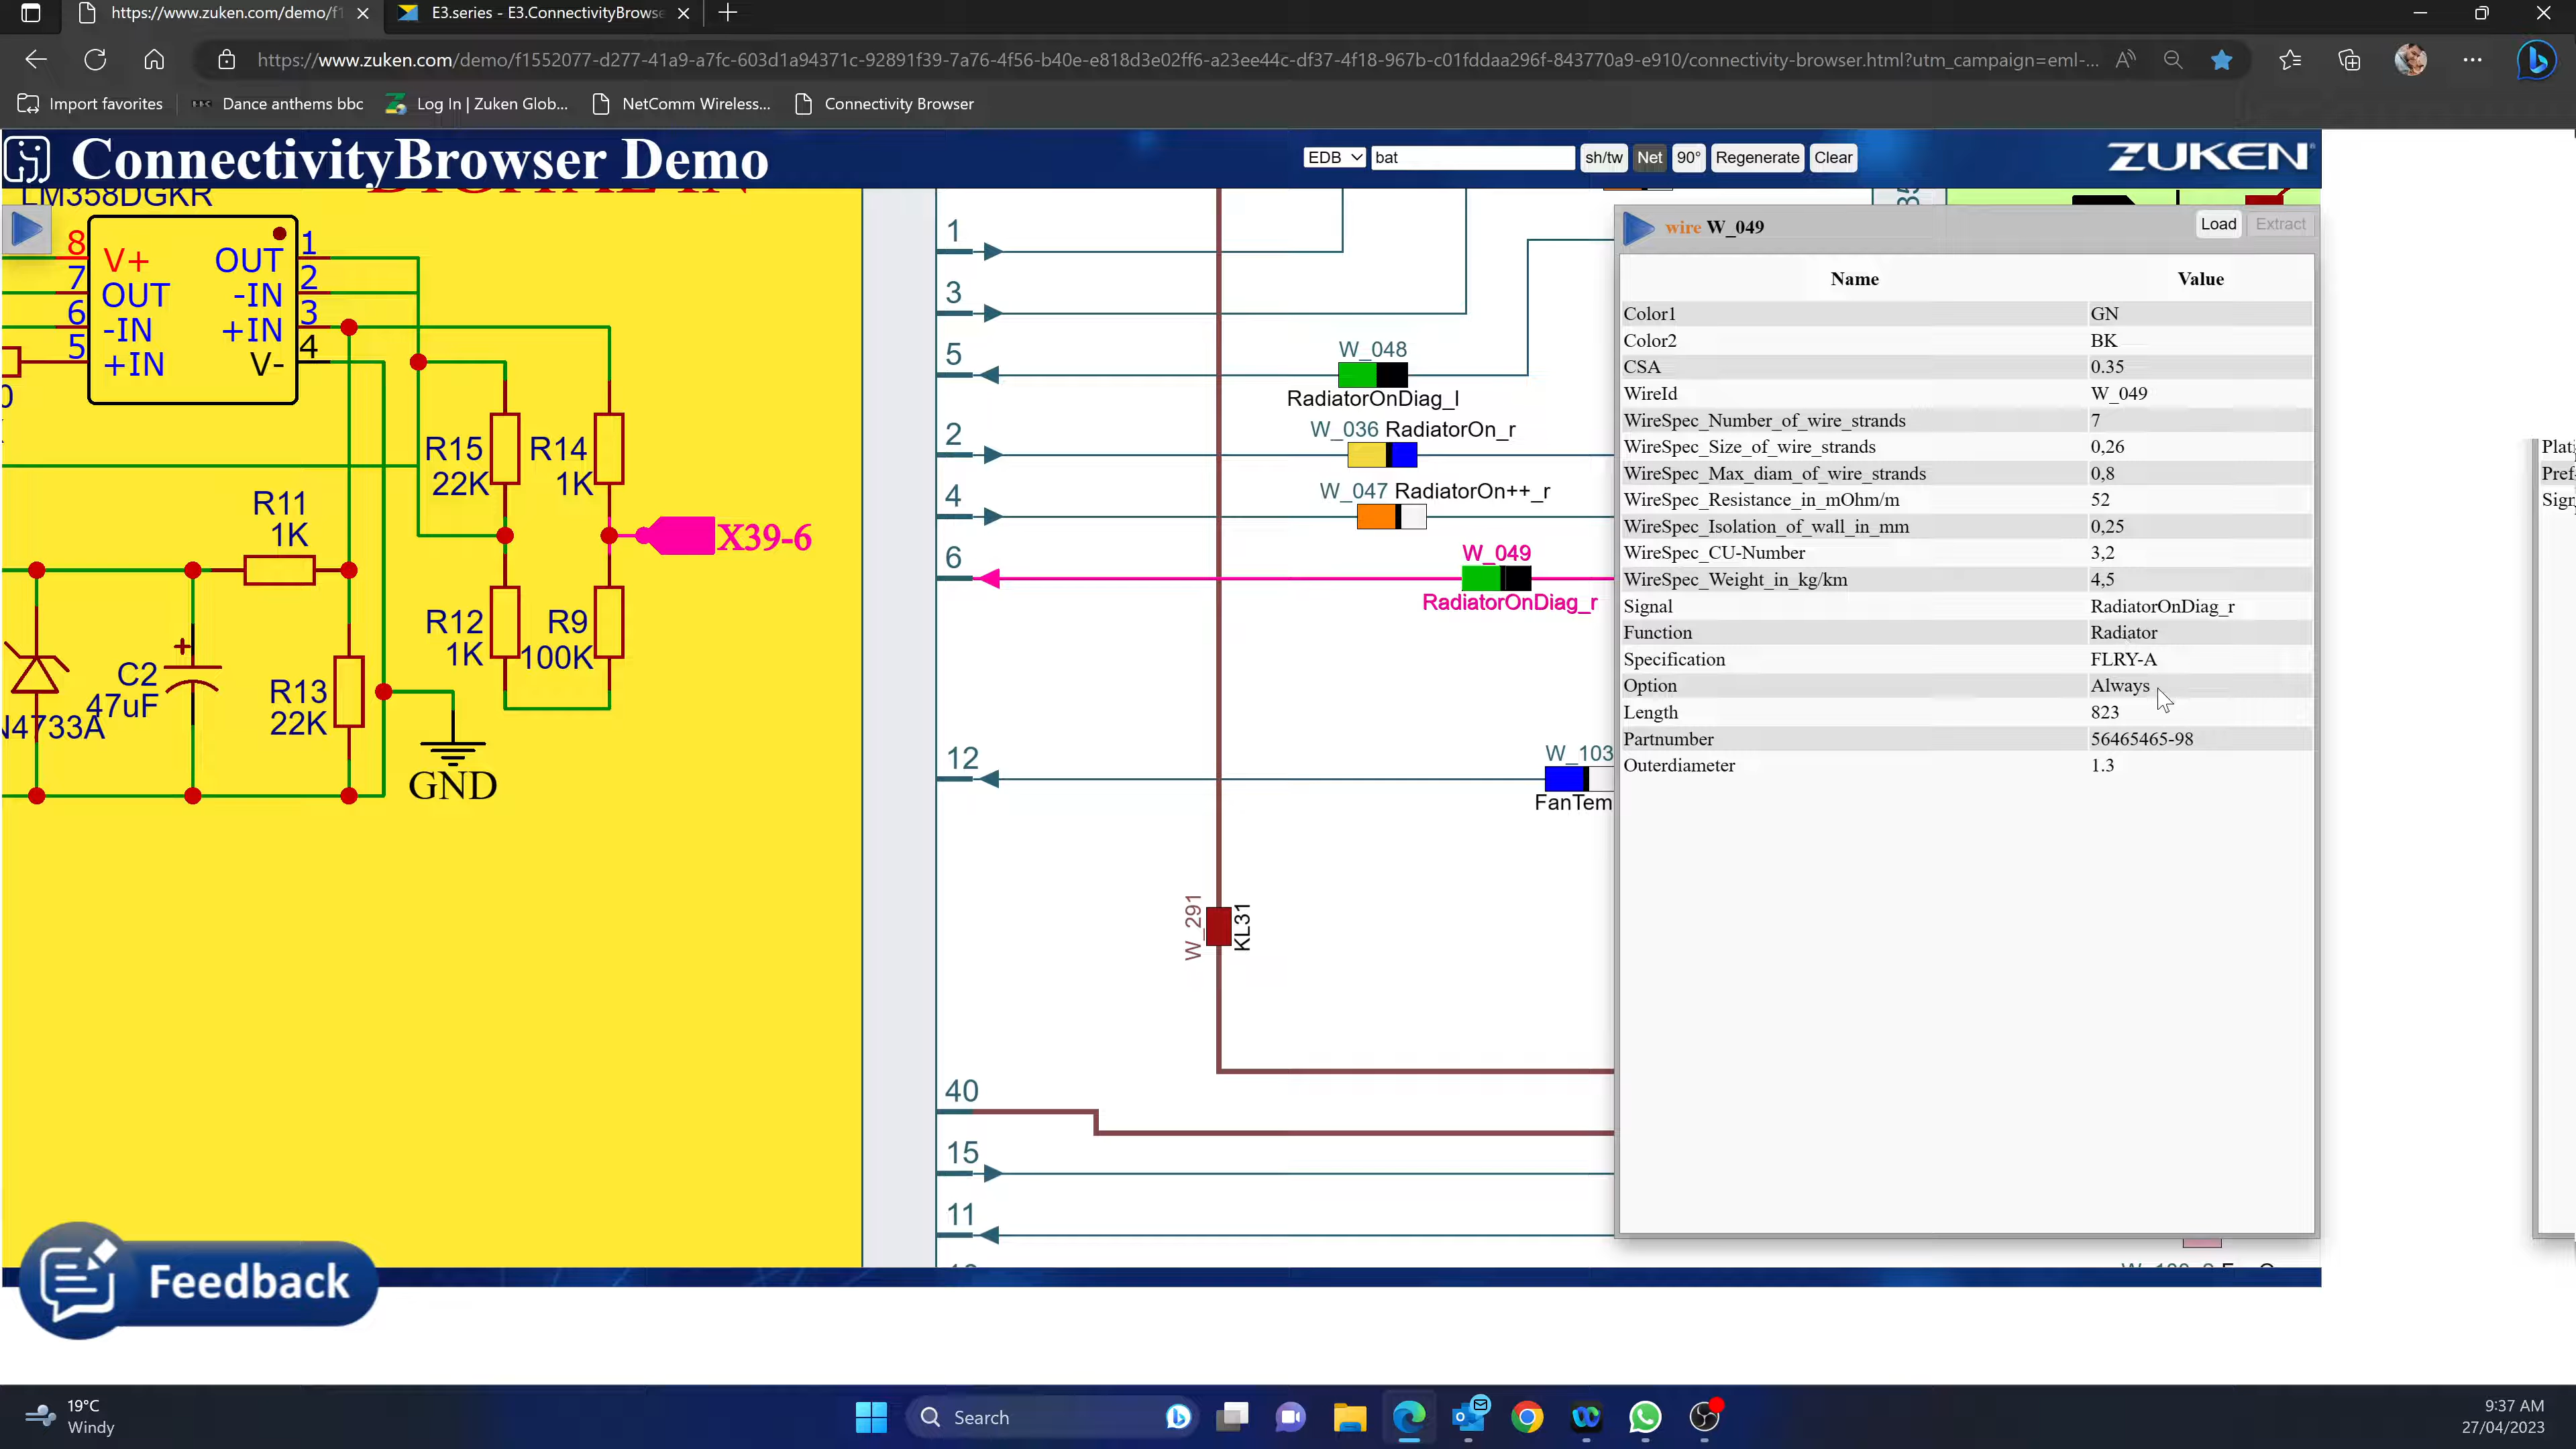 https://www.zuken.com/demo/f1
E3.series - E3.ConnectivityBrowse
https://www.zuken.com/demo/f1552077-d277-41a9-a7fc-603d1a94371c-92891f39-7a76-4f56-b40e-e818d3e02ff6-a23ee44c-df37-4f18-967b-c01fddaa296f-843770a9-e910/connectivity-browser.html?utm_campaign=eml-...
Import favorites
Dance anthems bbc
Log In | Zuken Glob...
NetComm Wireless...
Connectivity Browser
ConnectivityBrowser Demo
EDB
bat
sh/tw
Net
90°
Regenerate
Clear
ZUKEN
LM358DGKR
DIGITAL IN
8
7
6
5
V+
OUT
-IN
+IN
OUT
-IN
+IN
V-
1
2
3
4
R15
22K
R14
1K
R11
1K
X39-6
R12
1K
R9
100K
C2
47uF
R13
22K
N4733A
GND
0
1
3
5
2
4
6
12
40
15
11
W_048
RadiatorOnDiag_l
W_036 RadiatorOn_r
W_047 RadiatorOn++_r
W_049
RadiatorOnDiag_r
W_103
FanTem
W_291
KL31
wire W_049
Load
Extract
Name Value
Color1 GN
Color2 BK
CSA 0.35
WireId W_049
WireSpec_Number_of_wire_strands 7
WireSpec_Size_of_wire_strands 0,26
WireSpec_Max_diam_of_wire_strands 0,8
WireSpec_Resistance_in_mOhm/m 52
WireSpec_Isolation_of_wall_in_mm 0,25
WireSpec_CU-Number 3,2
WireSpec_Weight_in_kg/km 4,5
Signal RadiatorOnDiag_r
Function Radiator
Specification FLRY-A
Option Always
Length 823
Partnumber 56465465-98
Outerdiameter 1.3
Plat
Pref
Sign
Feedback
19°C
Windy
Search
9:37 AM
27/04/2023